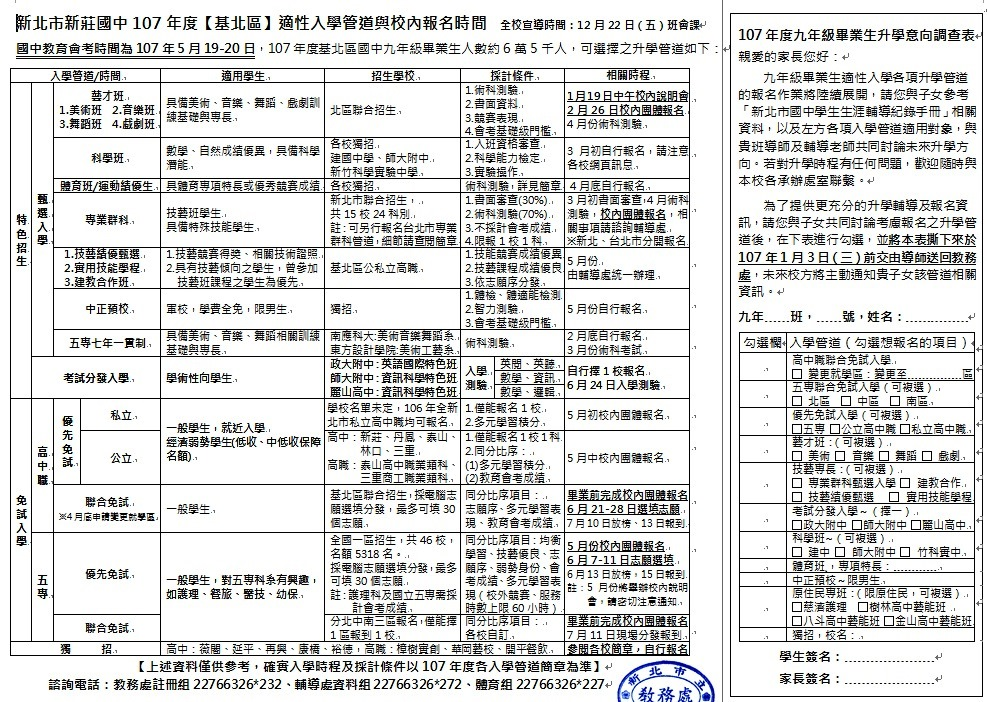 新北市新莊國中 107 年度【基北區】適性入學管道與校內報名時間 全校宣導時間：12 月 22 日(五)班會課
國中教育會考時間為 107 年 5 月 19-20 日，107 年度基北區國中九年級畢業生人數約 6 萬 5 千人，可選擇之升學管道如下：
入學管道/時間 適用學生 招生學校 採計條件 相關時程
特色招生
甄選入學
藝才班
1.美術班 2.音樂班
3.舞蹈班 4.戲劇班
具備美術、音樂、舞蹈、戲劇訓
練基礎與專長
北區聯合招生
1.術科測驗
2.書面資料
3.競賽表現
4.會考基礎級門檻
1月19日中午校內說明會
2 月 26 日校內團體報名
4 月份術科測驗
科學班
數學、自然成績優異，具備科學
潛能
各校獨招
建國中學、師大附中
新竹科學實驗中學
1.入班資格審查
2.科學能力檢定
3.實驗操作
3 月初自行報名，請注意
各校網頁訊息
體育班/運動績優生 具體育專項特長或優秀競賽成績 各校獨招 術科測驗，詳見簡章 4 月底自行報名
專業群科
技藝班學生
具備特殊技能學生
新北市聯合招生，
共 15 校 24 科別
註：可另行報名台北市專業
群科管道，細節請查閱簡章
1.書面審查(30%)
2.術科測驗(70%)
3.不採計會考成績
4.限報 1 校 1 科
3 月初書面審查，4 月術科
測驗，校內團體報名，相
關事項請諮詢輔導處
※新北、台北市分開報名
1.技藝績優甄選
2.實用技能學程
3.建教合作班
1.技藝競賽得獎、相關技術證照
2.具有技藝傾向之學生，曾參加
技藝班課程之學生為優先
基北區公私立高職
1.技能競賽成績優異
2.技藝課程成績優良
3.依志願序分發
5 月份
由輔導處統一辦理
中正預校 軍校，學費全免，限男生 獨招
1.體檢、體適能檢測
2.智力測驗
3.會考基礎級門檻
5 月份自行報名
五專七年一貫制
具備美術、音樂、舞蹈相關訓練
基礎與專長
南應科大：美術音樂舞蹈系
東方設計學院：美術工藝系
術科測驗
2 月底自行報名
3 月份術科考試
考試分發入學 學術性向學生
政大附中：英語國際特色班
師大附中：資訊科學特色班
麗山高中：資訊科學特色班
入學
測驗
英閱、英聽
數學、資訊
數學、邏輯
自行擇 1 校報名
6 月 24 日入學測驗
免試入學
高中職
優先免試
私立
公立
一般學生，就近入學
經濟弱勢學生(低收、中低收保障
名額)
學校名單未定，106 年全新
北市私立高中職均可報名
1.僅能報名 1 校
2.多元學習積分
5 月初校內團體報名
高中：新莊、丹鳳、泰山、
林口、三重
高職：泰山高中職業類科、
三重商工職業類科
1.僅能報名 1 校 1 科
2.同分比序：
(1)多元學習積分
(2)教育會考成績
5 月中校內團體報名
聯合免試
※4 月底申請變更就學區
一般學生
基北區聯合招生，採電腦志
願選填分發，最多可填 30
個志願
同分比序項目：
志願序、多元學習表
現、教育會考成績
畢業前完成校內團體報名
6 月 21-28 日選填志願
7 月 10 日放榜、13 日報到
五專
優先免試
一般學生，對五專科系有興趣，
如護理、餐旅、醫技、幼保
全國一區招生，共 46 校，
名額 5318 名。
採電腦志願選填分發，最多
可填 30 個志願
註：護理科及國立五專需採
計會考成績
同分比序項目：均衡
學習、技藝優良、志
願序、弱勢身份、會
考成績、多元學習表
現（校外競賽、服務
時數上限 60 小時）
5 月份校內團體報名
6 月 7-11 日志願選填
6 月 13 日放榜，15 日報到
註：5 月份將舉辦校內說明
會，請密切注意通知
聯合免試
分北中南三區報名，僅能擇
1 區報到 1 校
同分比序項目：
各校自訂
畢業前完成校內團體報名
7 月 11 日現場分發報到
獨 招 高中：薇閣、延平、再興、康橋、裕德，高職：樟樹實創、華岡藝校、開平餐飲 參閱各校簡章，自行報名
【上述資料僅供參考，確實入學時程及採計條件以 107 年度各入學管道簡章為準】
諮詢電話：教務處註冊組 22766326*232、輔導處資料組 22766326*272、體育組 22766326*227
新北市立
教務處
107 年度九年級畢業生升學意向調查表
親愛的家長您好：
九年級畢業生適性入學各項升學管道
的報名作業將陸續展開，請您與子女參考
「新北市國中學生生涯輔導紀錄手冊」相關
資料，以及左方各項入學管道適用對象，與
貴班導師及輔導老師共同討論未來升學方
向。若對升學時程有任何問題，歡迎隨時與
本校各承辦處室聯繫。
為了提供更充分的升學輔導及報名資
訊，請您與子女共同討論考慮報名之升學管
道後，在下表進行勾選，並將本表撕下來於
107 年 1 月 3 日(三)前交由導師送回教務
處，未來校方將主動通知貴子女該管道相關
資訊。
九年.....班，.....號，姓名：.............
勾選欄 入學管道（勾選想報名的項目）
高中職聯合免試入學
□ 變更就學區：變更至............區
五專聯合免試入學（可複選）
□ 北區 □ 中區 □ 南區
優先免試入學（可複選）
□五專 □公立高中職 □私立高中職
藝才班：（可複選）
□ 美術 □ 音樂 □ 舞蹈 □ 戲劇
技藝專長：（可複選）
□ 專業群科甄選入學 □ 建教合作
□ 技藝績優甄選 □ 實用技能學程
考試分發入學～（擇一）
□政大附中 □師大附中 □麗山高中
科學班～（可複選）
□ 建中 □ 師大附中 □ 竹科實中
體育班，專項特長：............
中正預校～限男生
原住民專班：（限原住民，可複選）
□慈濟護理 □樹林高中藝能班
□八斗高中藝能班 □金山高中藝能班
獨招，校名：
學生簽名：....................
家長簽名：....................